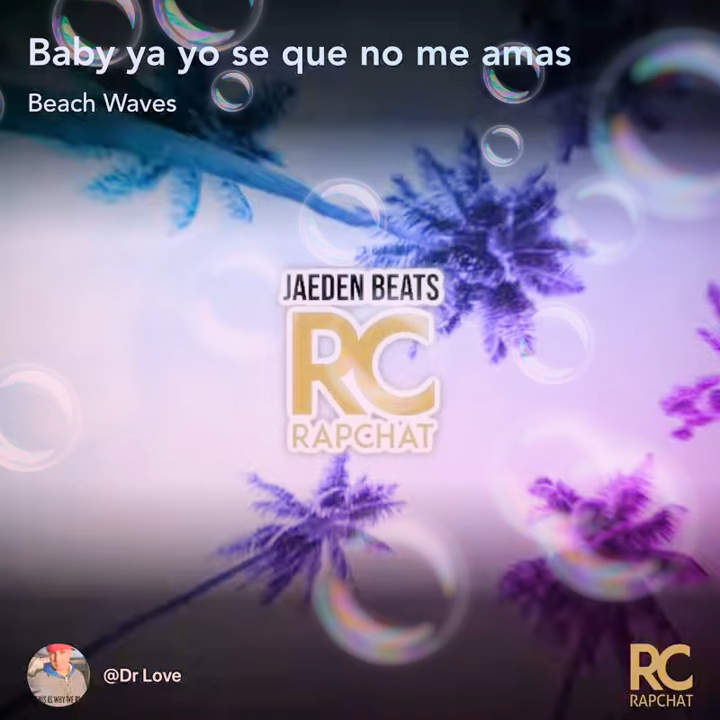 Baby ya yo se que no me amas
Beach Waves
JAEDEN BEATS
RC
RAPCHAT
@Dr Love
RC
RAPCHAT